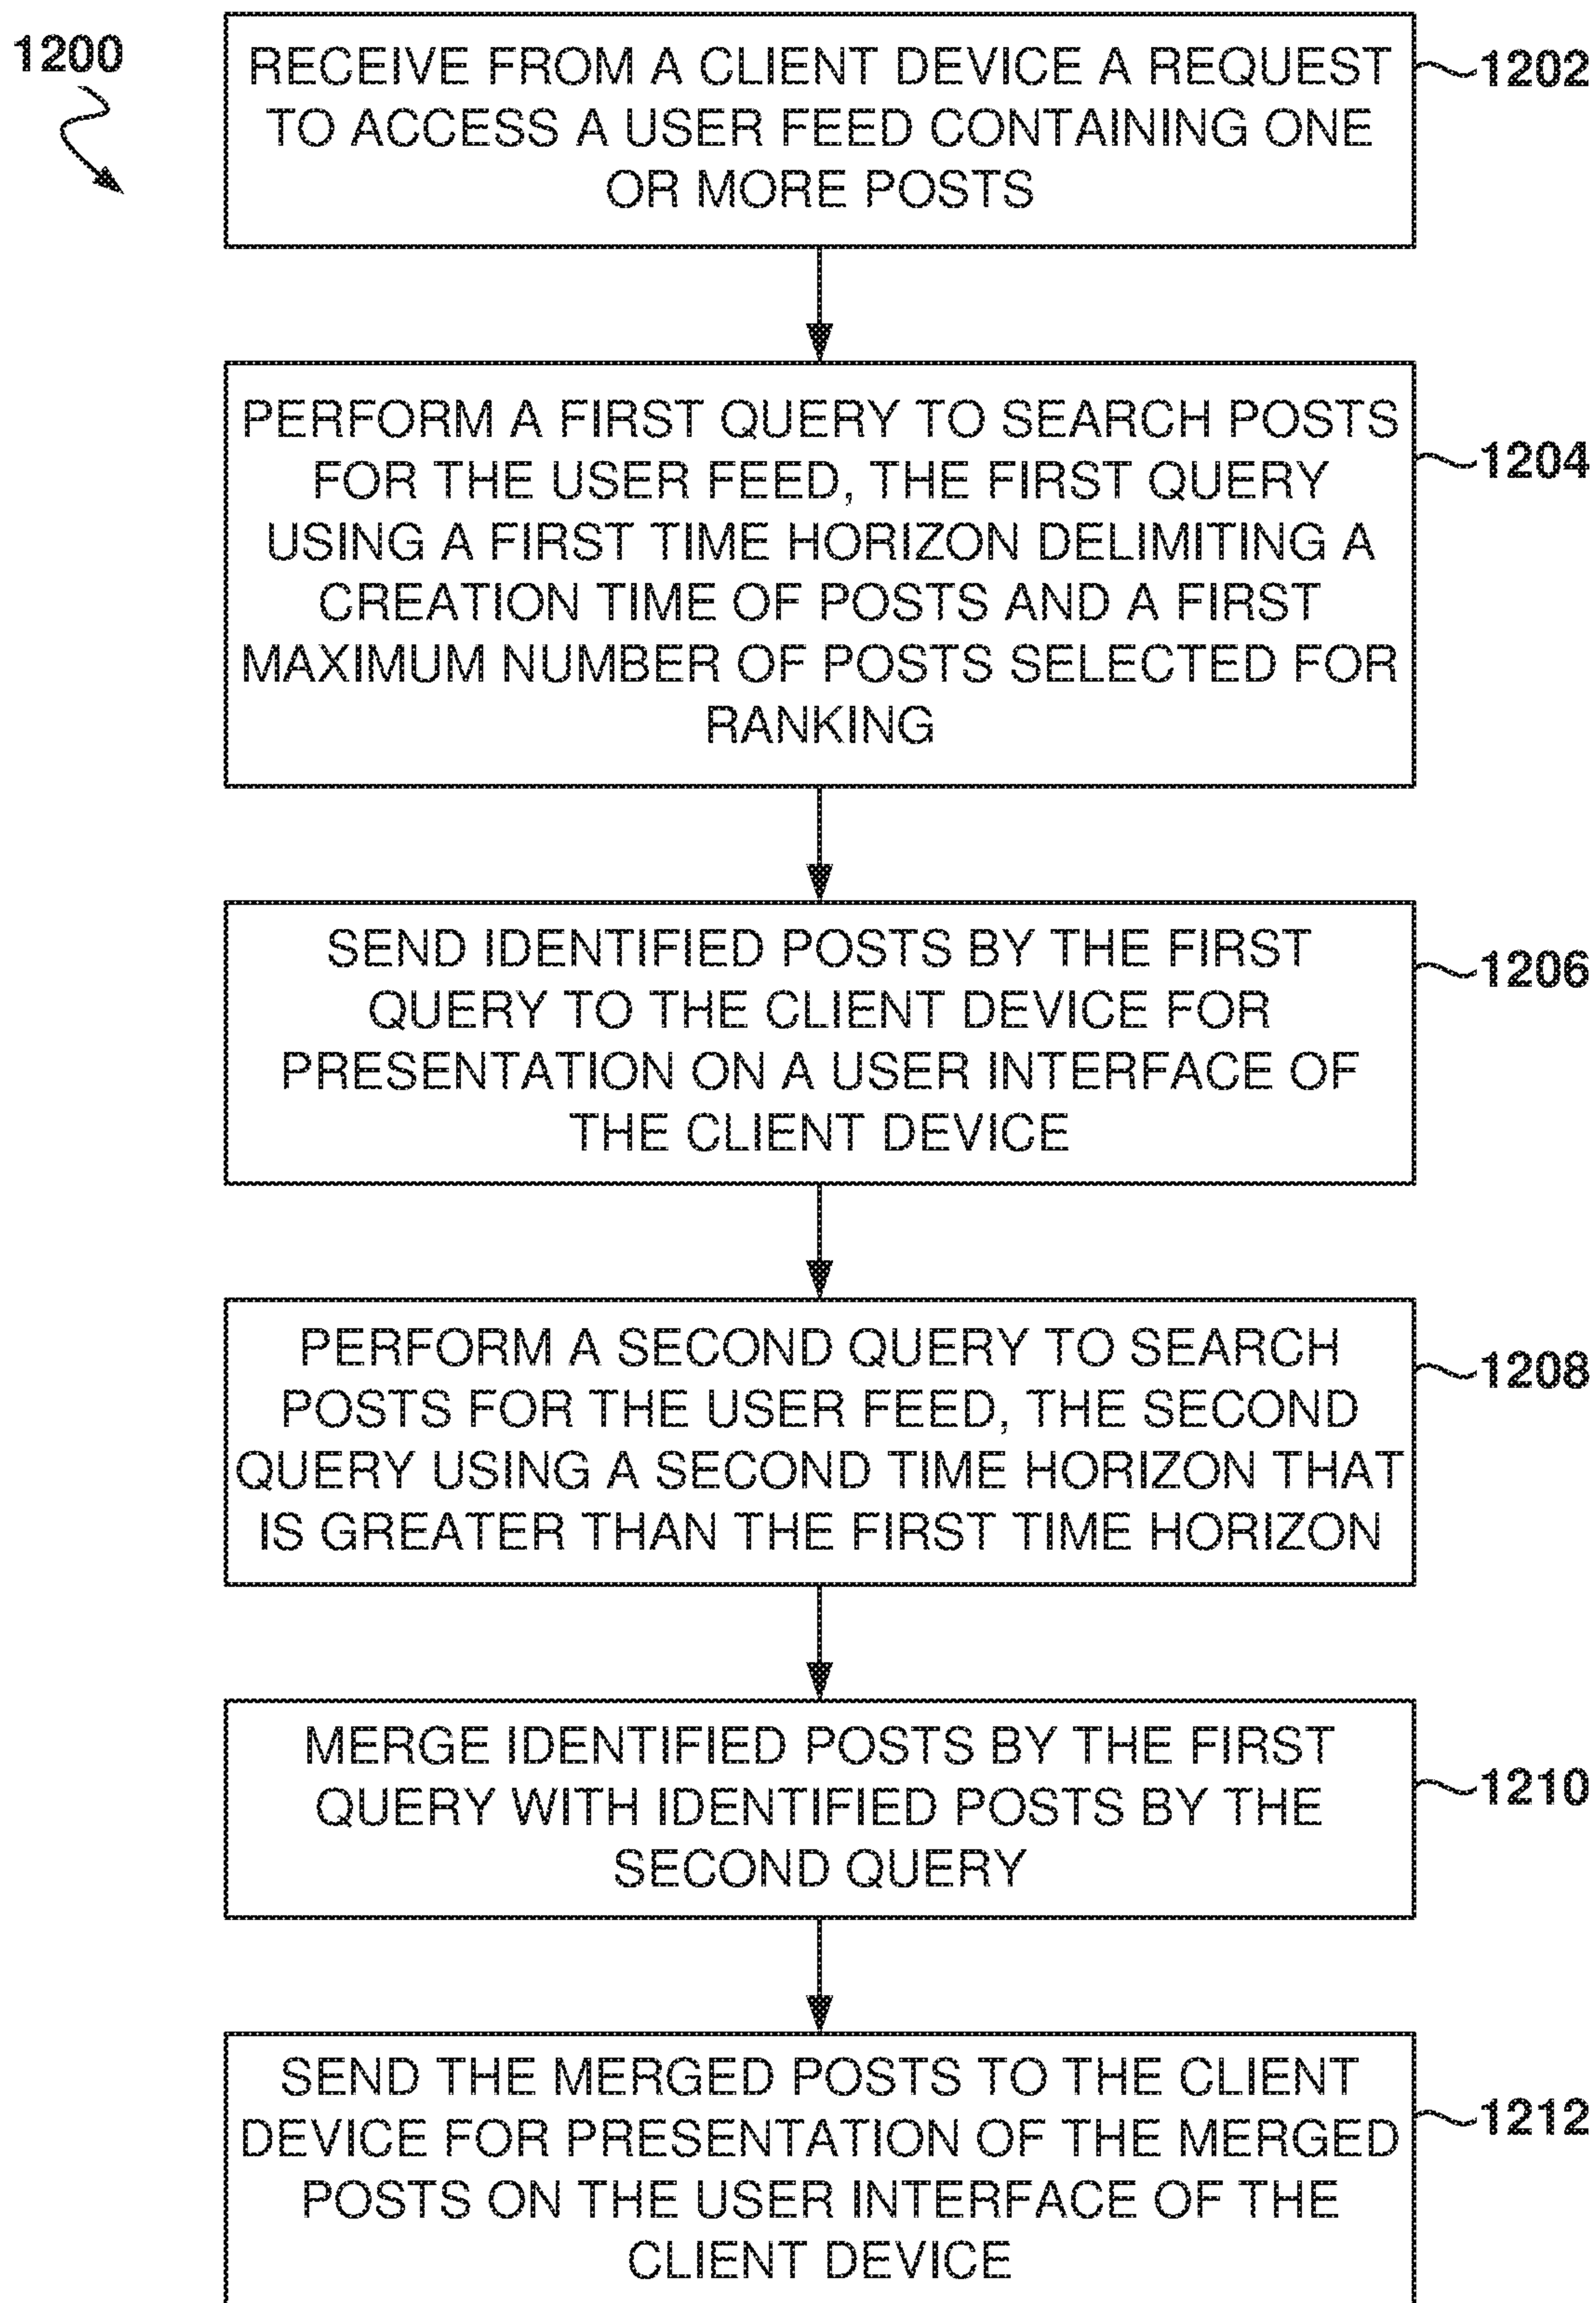 1200
RECEIVE FROM A CLIENT DEVICE A REQUEST
TO ACCESS A USER FEED CONTAINING ONE
OR MORE POSTS
1202
PERFORM A FIRST QUERY TO SEARCH POSTS
FOR THE USER FEED, THE FIRST QUERY
USING A FIRST TIME HORIZON DELIMITING A
CREATION TIME OF POSTS AND A FIRST
MAXIMUM NUMBER OF POSTS SELECTED FOR
RANKING
1204
SEND IDENTIFIED POSTS BY THE FIRST
QUERY TO THE CLIENT DEVICE FOR
PRESENTATION ON A USER INTERFACE OF
THE CLIENT DEVICE
1206
PERFORM A SECOND QUERY TO SEARCH
POSTS FOR THE USER FEED, THE SECOND
QUERY USING A SECOND TIME HORIZON THAT
IS GREATER THAN THE FIRST TIME HORIZON
1208
MERGE IDENTIFIED POSTS BY THE FIRST
QUERY WITH IDENTIFIED POSTS BY THE
SECOND QUERY
1210
SEND THE MERGED POSTS TO THE CLIENT
DEVICE FOR PRESENTATION OF THE MERGED
POSTS ON THE USER INTERFACE OF THE
CLIENT DEVICE
1212